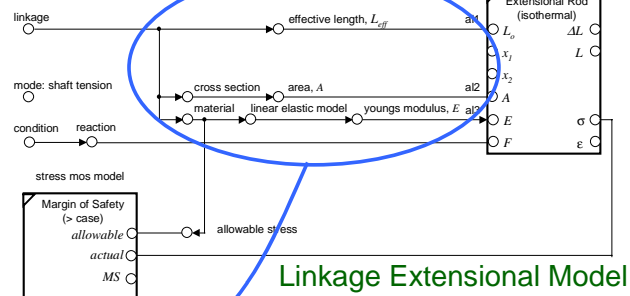 Extensional Rod
(isothermal)
linkage
effective length, Leff
al1
Lo
ΔL
x1
L
x2
mode: shaft tension
cross section
area, A
al2
A
material
linear elastic model
youngs modulus, E
al3
E
σ
condition
reaction
F
ε
stress mos model
Margin of Safety
(> case)
allowable
allowable stress
actual
MS
Linkage Extensional Model